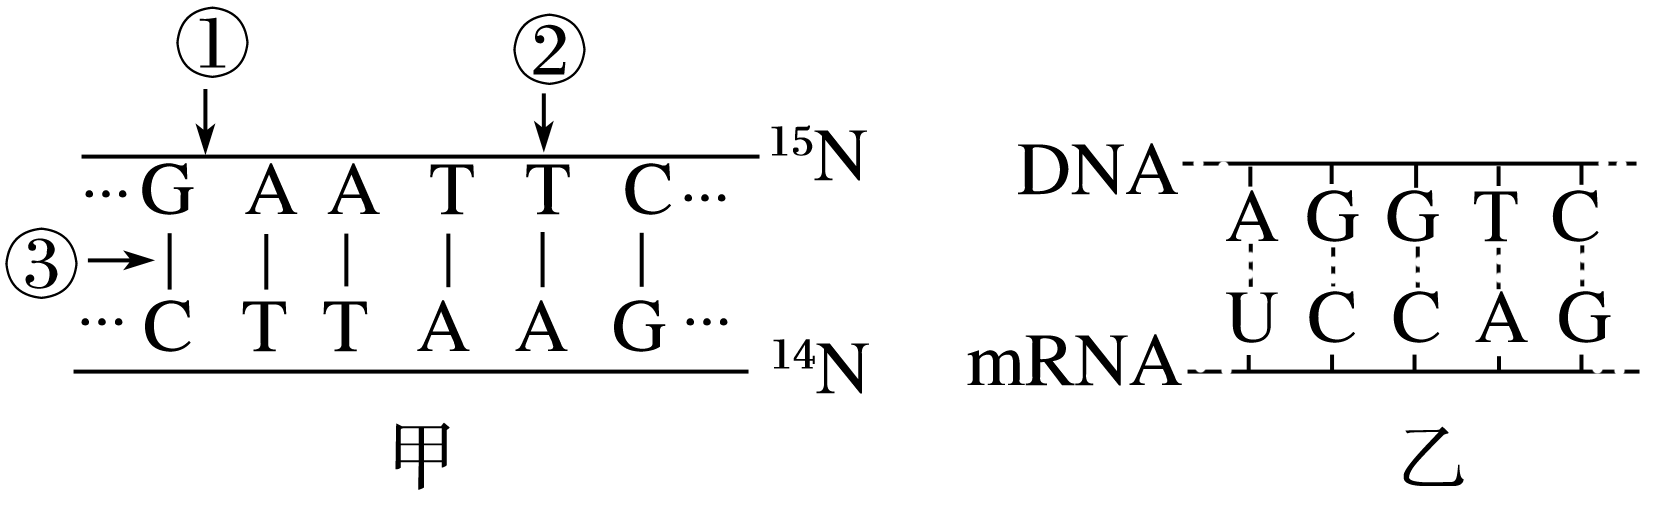 ① ②
¹⁵N
…G A A T T C…
③
…C T T A A G…
¹⁴N
甲
DNA
A G G T C
U C C A G
mRNA
乙